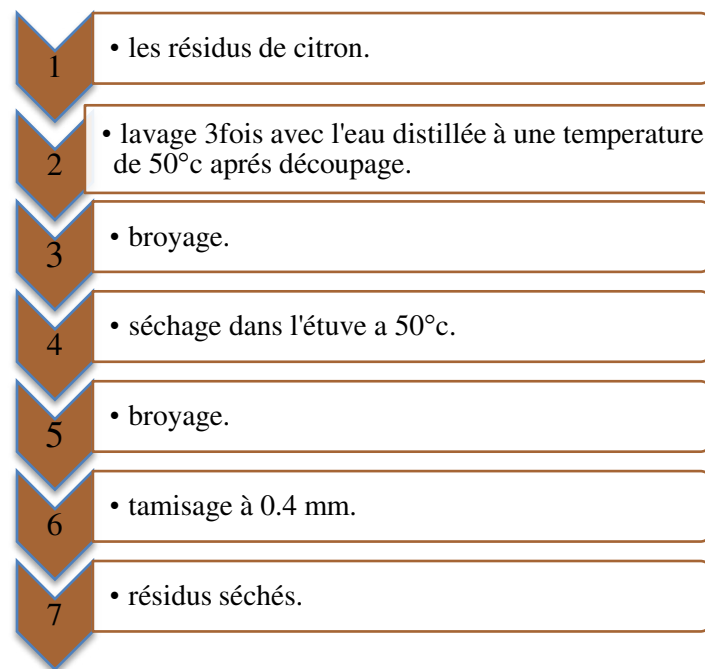 1
• les résidus de citron.
2
• lavage 3fois avec l'eau distillée à une temperature
de 50°c aprés découpage.
3
• broyage.
4
• séchage dans l'étuve a 50°c.
5
• broyage.
6
• tamisage à 0.4 mm.
7
• résidus séchés.